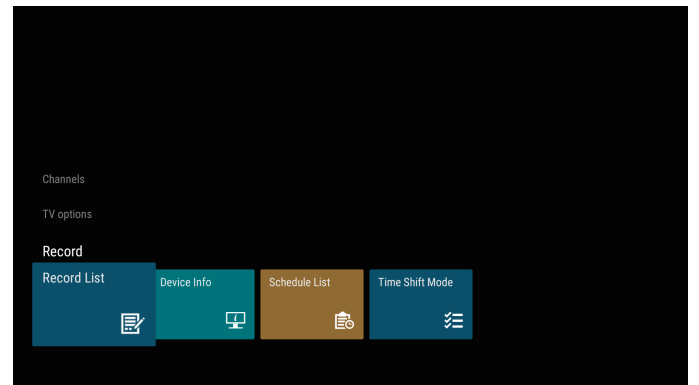 Channels
TV options
Record
Record List
Device Info
Schedule List
Time Shift Mode